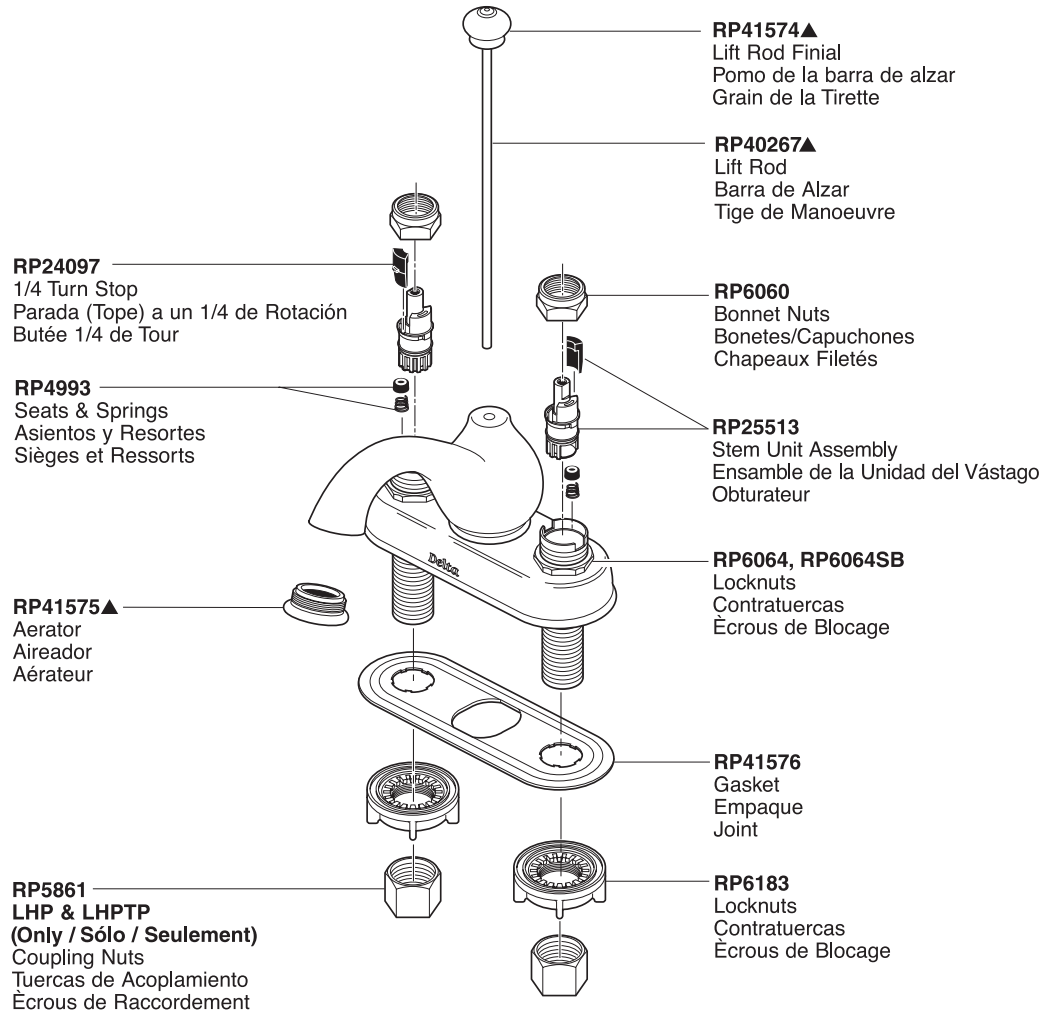 RP41574▲
Lift Rod Finial
Pomo de la barra de alzar
Grain de la Tirette
RP40267▲
Lift Rod
Barra de Alzar
Tige de Manoeuvre
RP24097
1/4 Turn Stop
Parada (Tope) a un 1/4 de Rotación
Butée 1/4 de Tour
RP6060
Bonnet Nuts
Bonetes/Capuchones
Chapeaux Filetés
RP4993
Seats & Springs
Asientos y Resortes
Sièges et Ressorts
RP25513
Stem Unit Assembly
Ensamble de la Unidad del Vástago
Obturateur
Delta
RP6064, RP6064SB
Locknuts
Contratuercas
Ècrous de Blocage
RP41575▲
Aerator
Aireador
Aérateur
RP41576
Gasket
Empaque
Joint
RP5861
LHP & LHPTP
(Only / Sólo / Seulement)
Coupling Nuts
Tuercas de Acoplamiento
Ècrous de Raccordement
RP6183
Locknuts
Contratuercas
Ècrous de Blocage